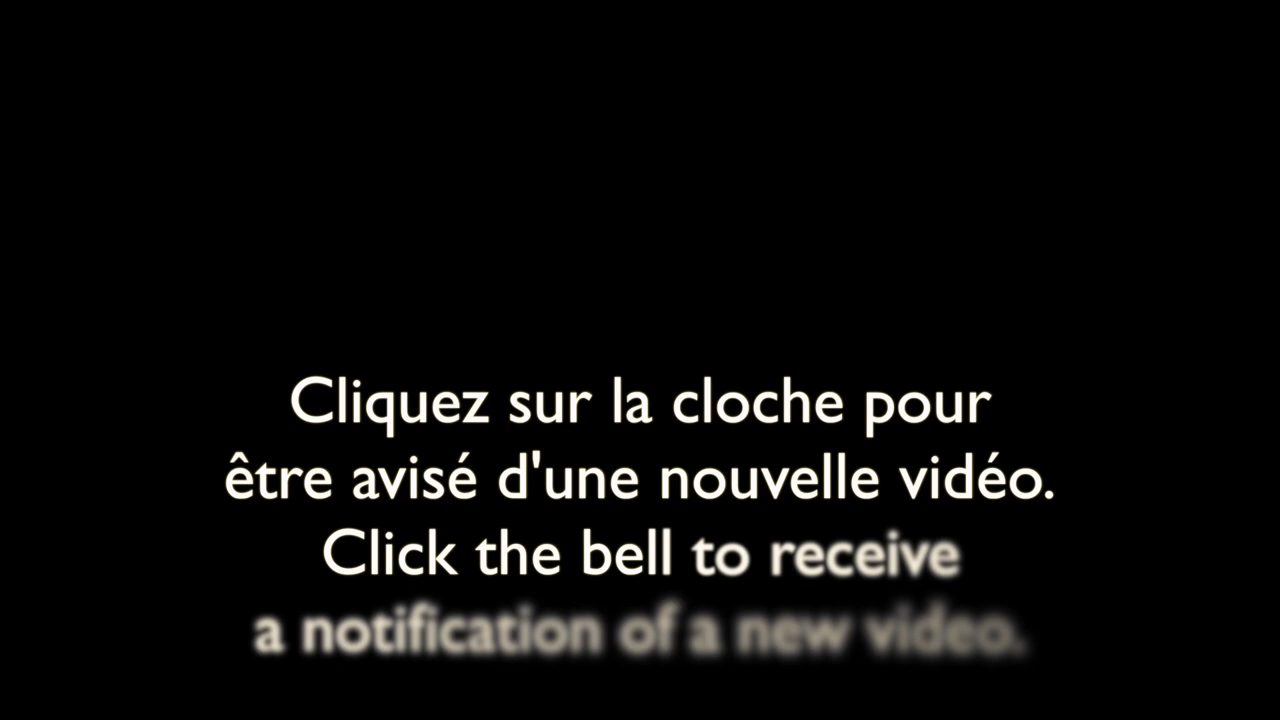 Cliquez sur la cloche pour
être avisé d'une nouvelle vidéo.
Click the bell to receive
a notification of a new video.